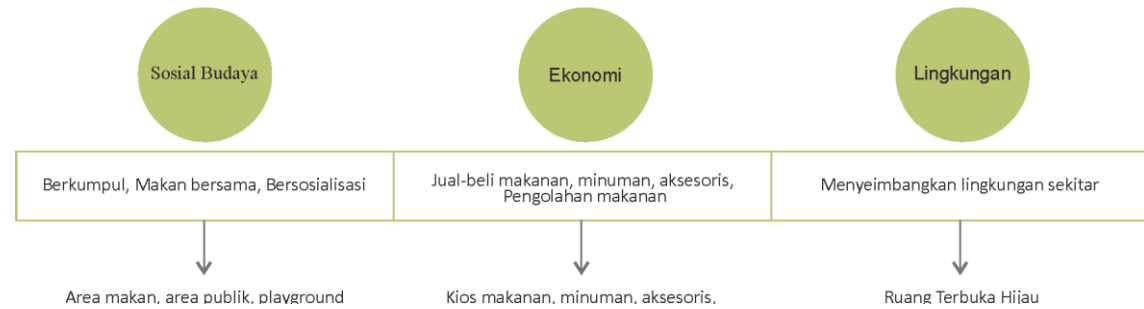 Sosial Budaya
Ekonomi
Lingkungan
Berkumpul, Makan bersama, Bersosialisasi
Jual-beli makanan, minuman, aksesoris,
Pengolahan makanan
Menyeimbangkan lingkungan sekitar
Area makan, area publik, playground
Kios makanan, minuman, aksesoris,
Ruang Terbuka Hijau